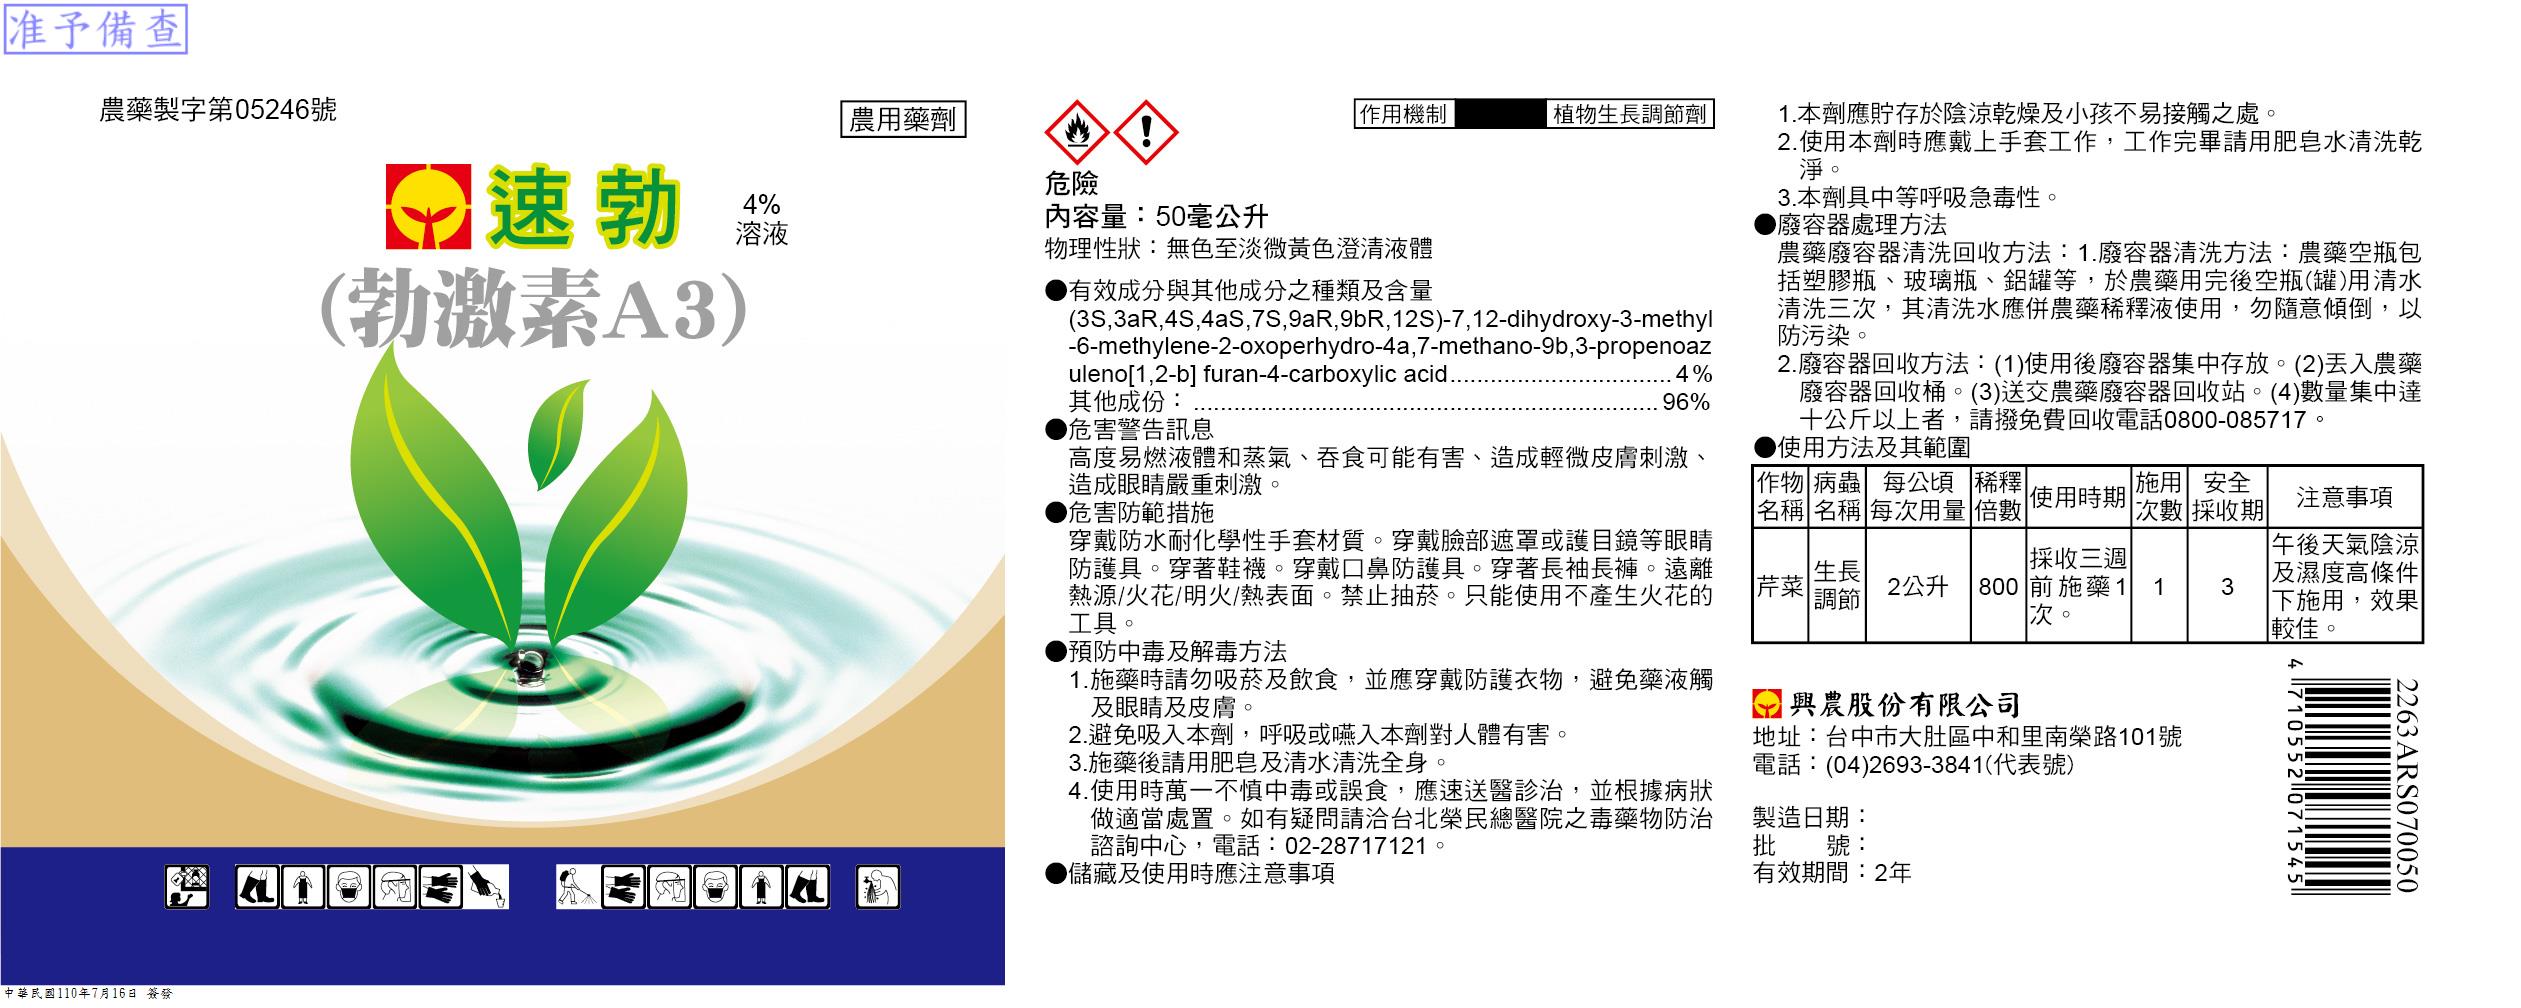 准予備查
農藥製字第05246號
農用藥劑
速勃
4%
溶液
(勃激素A3)
中華民國110年7月16日 簽發
作用機制
植物生長調節劑
危險
內容量：50毫公升
物理性狀：無色至淡微黃色澄清液體
●有效成分與其他成分之種類及含量
(3S,3aR,4S,4aS,7S,9aR,9bR,12S)-7,12-dihydroxy-3-methyl
-6-methylene-2-oxoperhydro-4a,7-methano-9b,3-propenoaz
uleno[1,2-b] furan-4-carboxylic acid................................. 4%
其他成份： ..................................................................... 96%
●危害警告訊息
高度易燃液體和蒸氣、吞食可能有害、造成輕微皮膚刺激、
造成眼睛嚴重刺激。
●危害防範措施
穿戴防水耐化學性手套材質。穿戴臉部遮罩或護目鏡等眼睛
防護具。穿著鞋襪。穿戴口鼻防護具。穿著長袖長褲。遠離
熱源/火花/明火/熱表面。禁止抽菸。只能使用不產生火花的
工具。
●預防中毒及解毒方法
1.施藥時請勿吸菸及飲食，並應穿戴防護衣物，避免藥液觸
及眼睛及皮膚。
2.避免吸入本劑，呼吸或嚥入本劑對人體有害。
3.施藥後請用肥皂及清水清洗全身。
4.使用時萬一不慎中毒或誤食，應速送醫診治，並根據病狀
做適當處置。如有疑問請洽台北榮民總醫院之毒藥物防治
諮詢中心，電話：02-28717121。
●儲藏及使用時應注意事項
1.本劑應貯存於陰涼乾燥及小孩不易接觸之處。
2.使用本劑時應戴上手套工作，工作完畢請用肥皂水清洗乾
淨。
3.本劑具中等呼吸急毒性。
●廢容器處理方法
農藥廢容器清洗回收方法：1.廢容器清洗方法：農藥空瓶包
括塑膠瓶、玻璃瓶、鋁罐等，於農藥用完後空瓶(罐)用清水
清洗三次，其清洗水應併農藥稀釋液使用，勿隨意傾倒，以
防污染。
2.廢容器回收方法：(1)使用後廢容器集中存放。(2)丟入農藥
廢容器回收桶。(3)送交農藥廢容器回收站。(4)數量集中達
十公斤以上者，請撥免費回收電話0800-085717。
●使用方法及其範圍
作物名稱 病蟲名稱 每公頃每次用量 稀釋倍數 使用時期 施用次數 安全採收期 注意事項
芹菜 生長調節 2公升 800 採收三週前施藥1次。 1 3 午後天氣陰涼及濕度高條件下施用，效果較佳。
興農股份有限公司
地址：台中市大肚區中和里南榮路101號
電話：(04)2693-3841(代表號)
製造日期：
批 號：
有效期間：2年
4 710552 071545
2263ARS070050